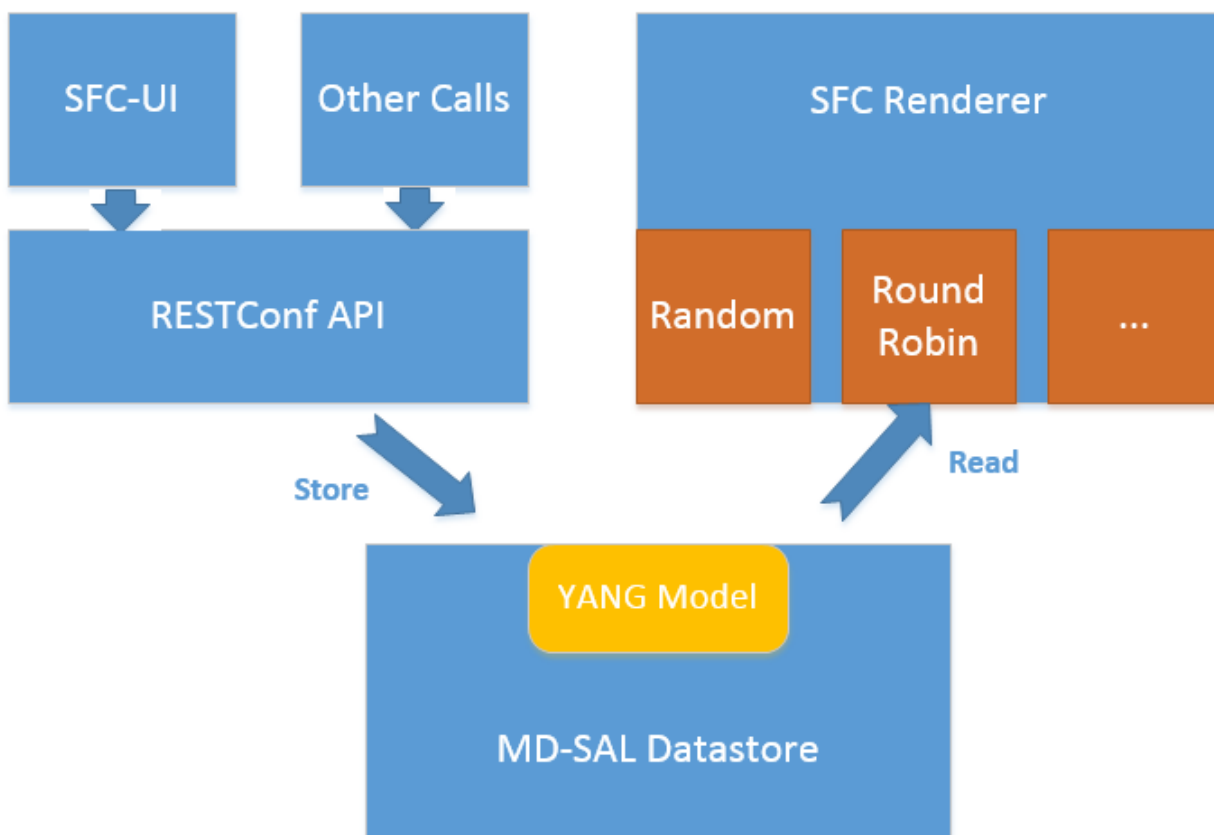 SFC-UI
Other Calls
SFC Renderer
RESTConf API
Random
Round
Robin
...
Store
Read
YANG Model
MD-SAL Datastore